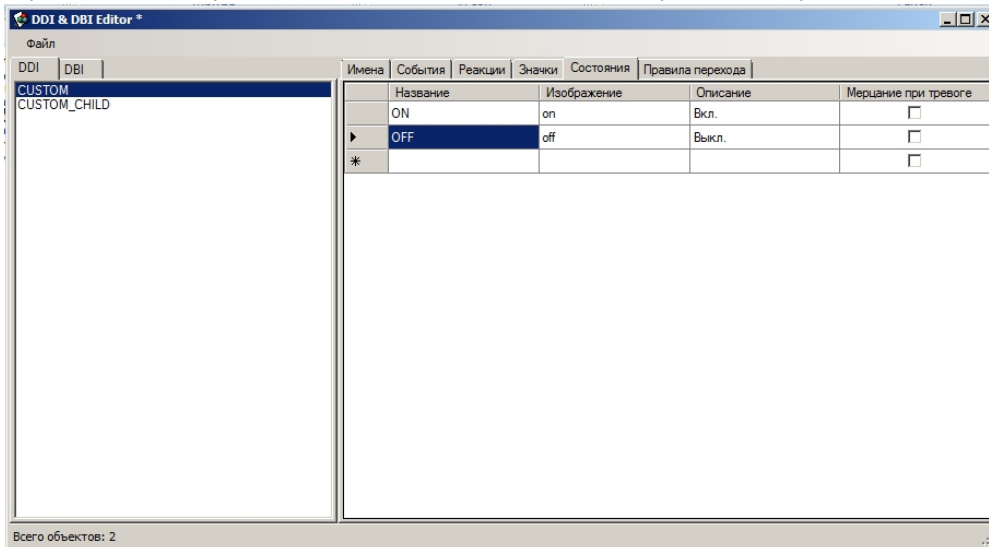 DDI & DBI Editor *
Файл
DDI DBI
Имена События Реакции Значки Состояния Правила перехода
CUSTOM
CUSTOM_CHILD
Название Изображение Описание Мерцание при тревоге
ON on Вкл.
OFF off Выкл.
Всего объектов: 2